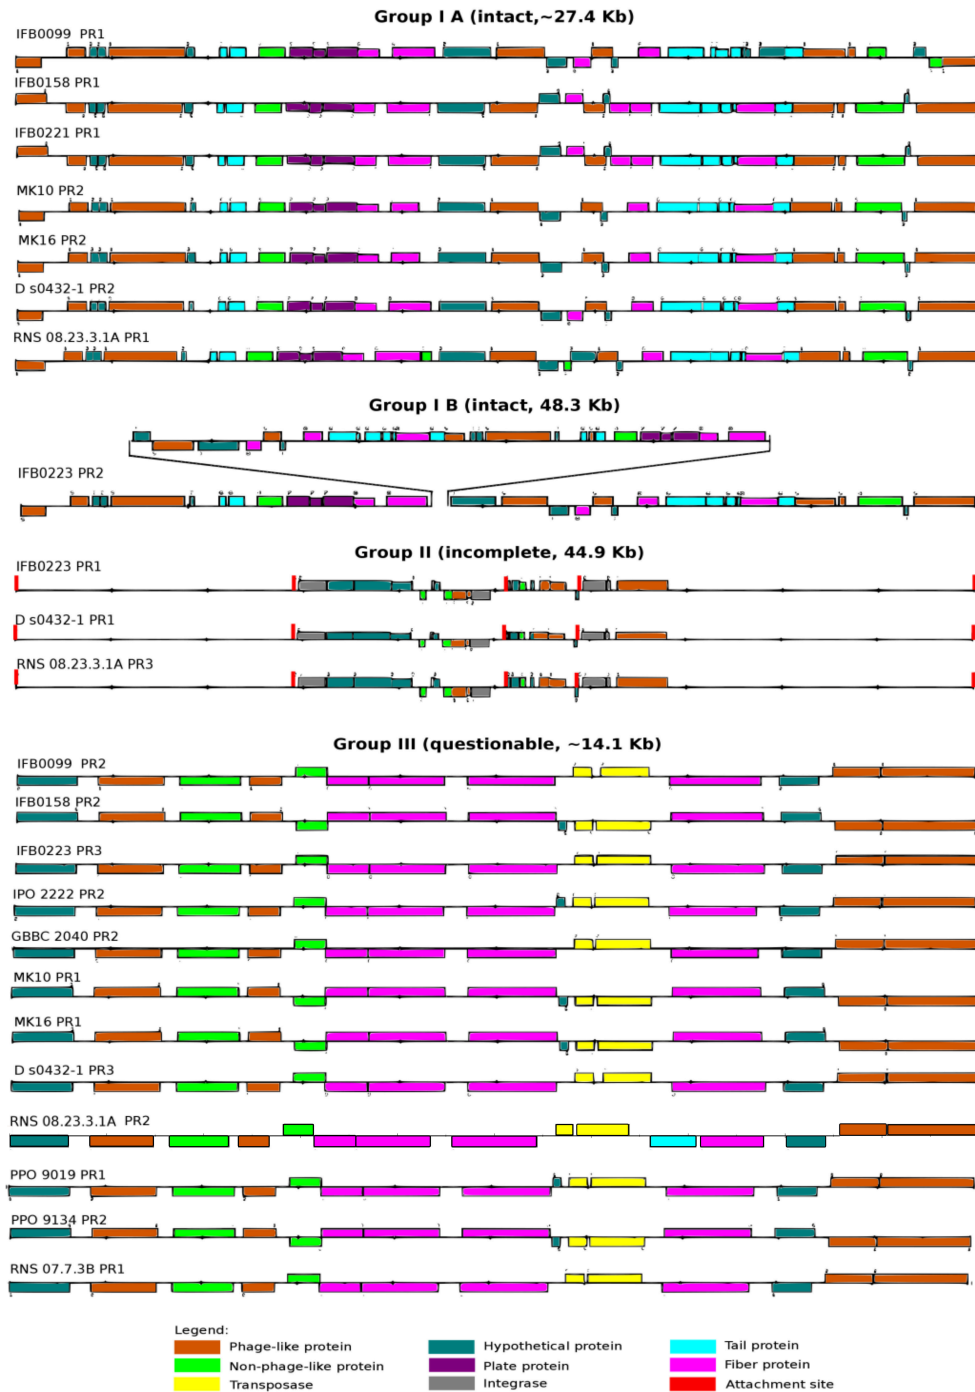 Group I A (intact,~27.4 Kb)
IFB0099 PR1
IFB0158 PR1
IFB0221 PR1
MK10 PR2
MK16 PR2
D s0432-1 PR2
RNS 08.23.3.1A PR1
Group I B (intact, 48.3 Kb)
IFB0223 PR2
Group II (incomplete, 44.9 Kb)
IFB0223 PR1
D s0432-1 PR1
RNS 08.23.3.1A PR3
Group III (questionable, ~14.1 Kb)
IFB0099 PR2
IFB0158 PR2
IFB0223 PR3
IPO 2222 PR2
GBBC 2040 PR2
MK10 PR1
MK16 PR1
D s0432-1 PR3
RNS 08.23.3.1A PR2
PPO 9019 PR1
PPO 9134 PR2
RNS 07.7.3B PR1
Legend:
Phage-like protein
Hypothetical protein
Tail protein
Non-phage-like protein
Plate protein
Fiber protein
Transposase
Integrase
Attachment site